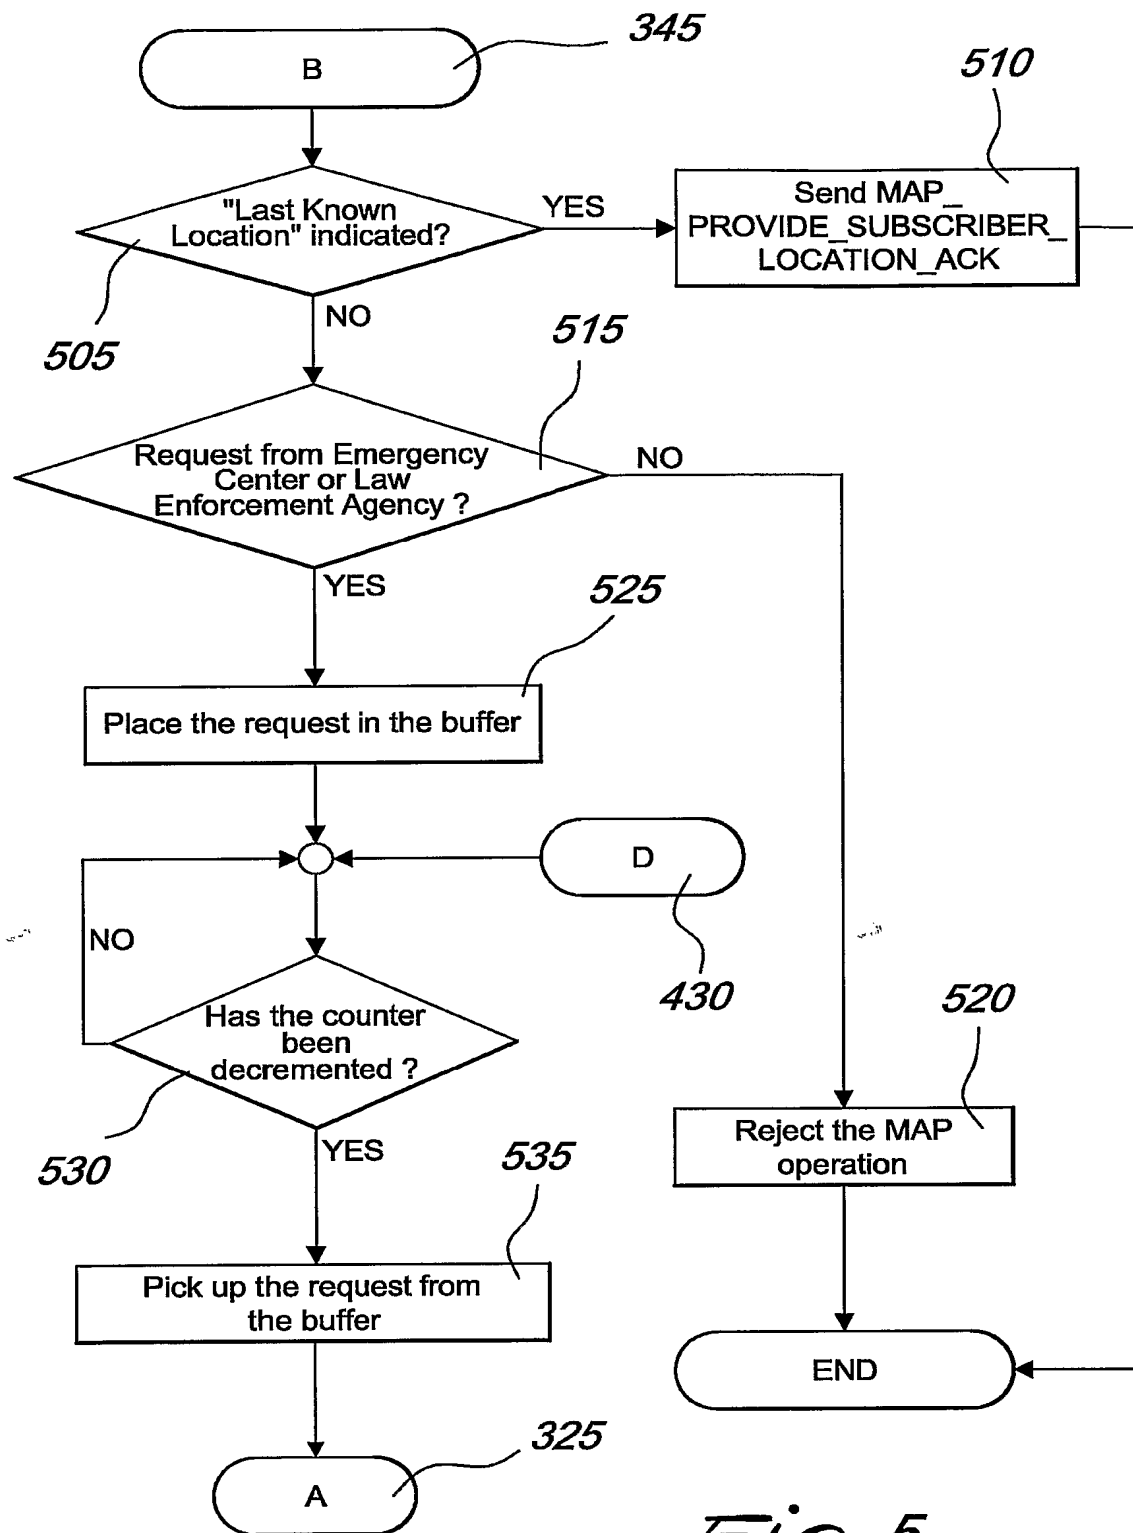 345
B
510
"Last Known
Location" indicated?
YES
Send MAP_
PROVIDE_SUBSCRIBER_
LOCATION_ACK
NO
505
515
Request from Emergency
Center or Law
Enforcement Agency ?
NO
YES
525
Place the request in the buffer
D
NO
430
520
Has the counter
been
decremented ?
Reject the MAP
operation
YES
530
535
Pick up the request from
the buffer
END
325
A
Fig. 5